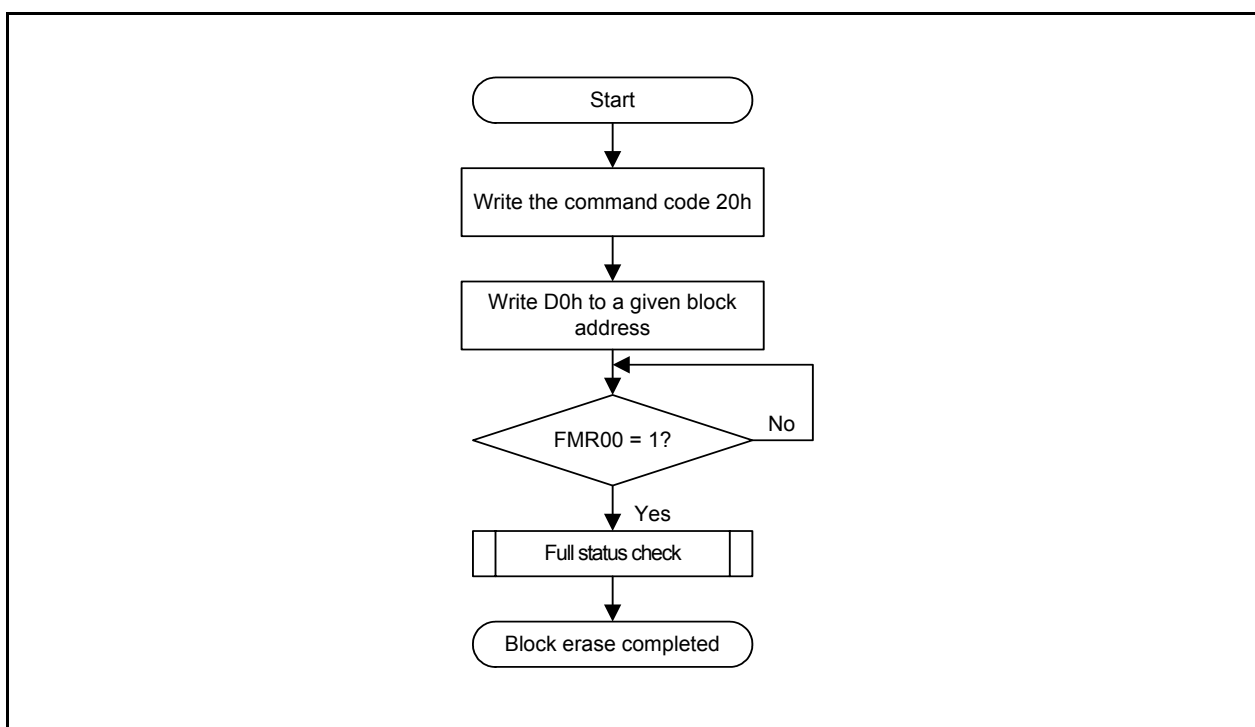 Start
Write the command code 20h
Write D0h to a given block
address
FMR00 = 1?
No
Yes
Full status check
Block erase completed